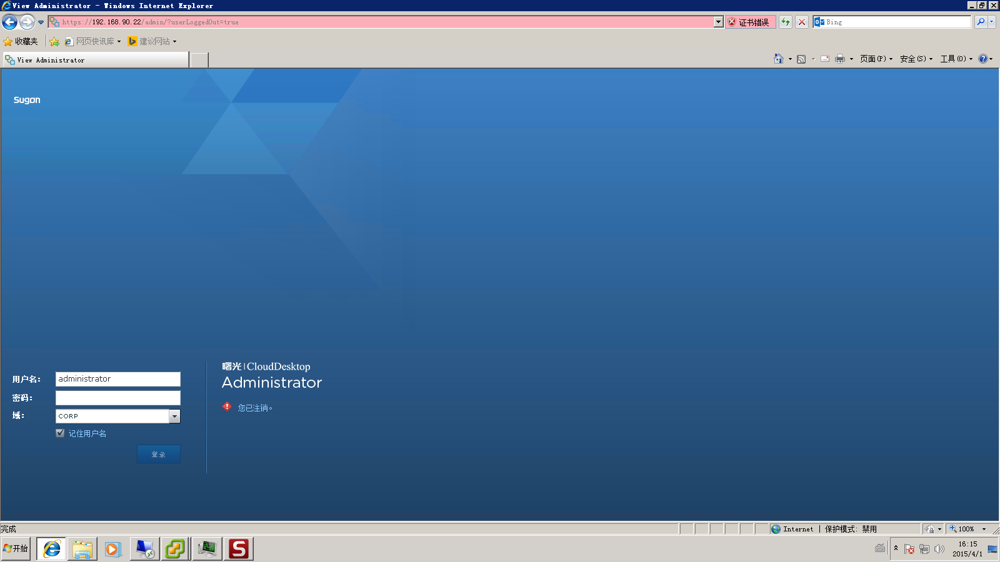 View Administrator - Windows Internet Explorer
https://192.168.90.22/admin/?userLoggedOut=true
证书错误
Bing
收藏夹
网页快讯库
建议网站
View Administrator
页面(P)
安全(S)
工具(O)
Sugon
用户名:
administrator
密码:
域:
CORP
记住用户名
登录
曙光|CloudDesktop
Administrator
您已注销。
完成
Internet | 保护模式: 禁用
100%
开始
16:15
2015/4/1